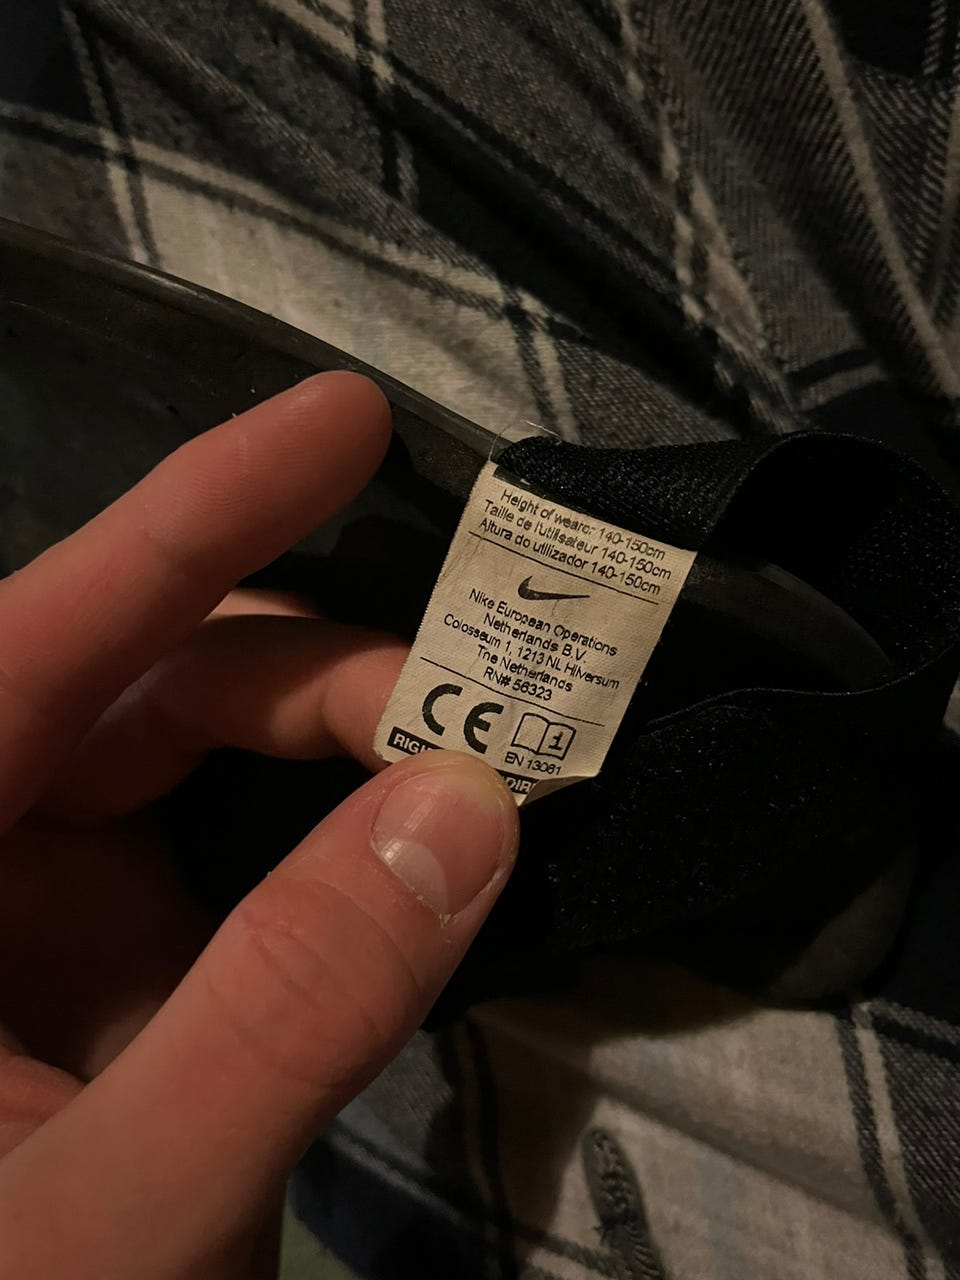 Height of wearer 140-150cm
Taille de l'utilisateur 140-150cm
Altura do utilizador 140-150cm
Nike European Operations
Netherlands B.V.
Colosseum 1, 1213 NL Hilversum
The Netherlands
RN# 56323
CE
i
EN 13061